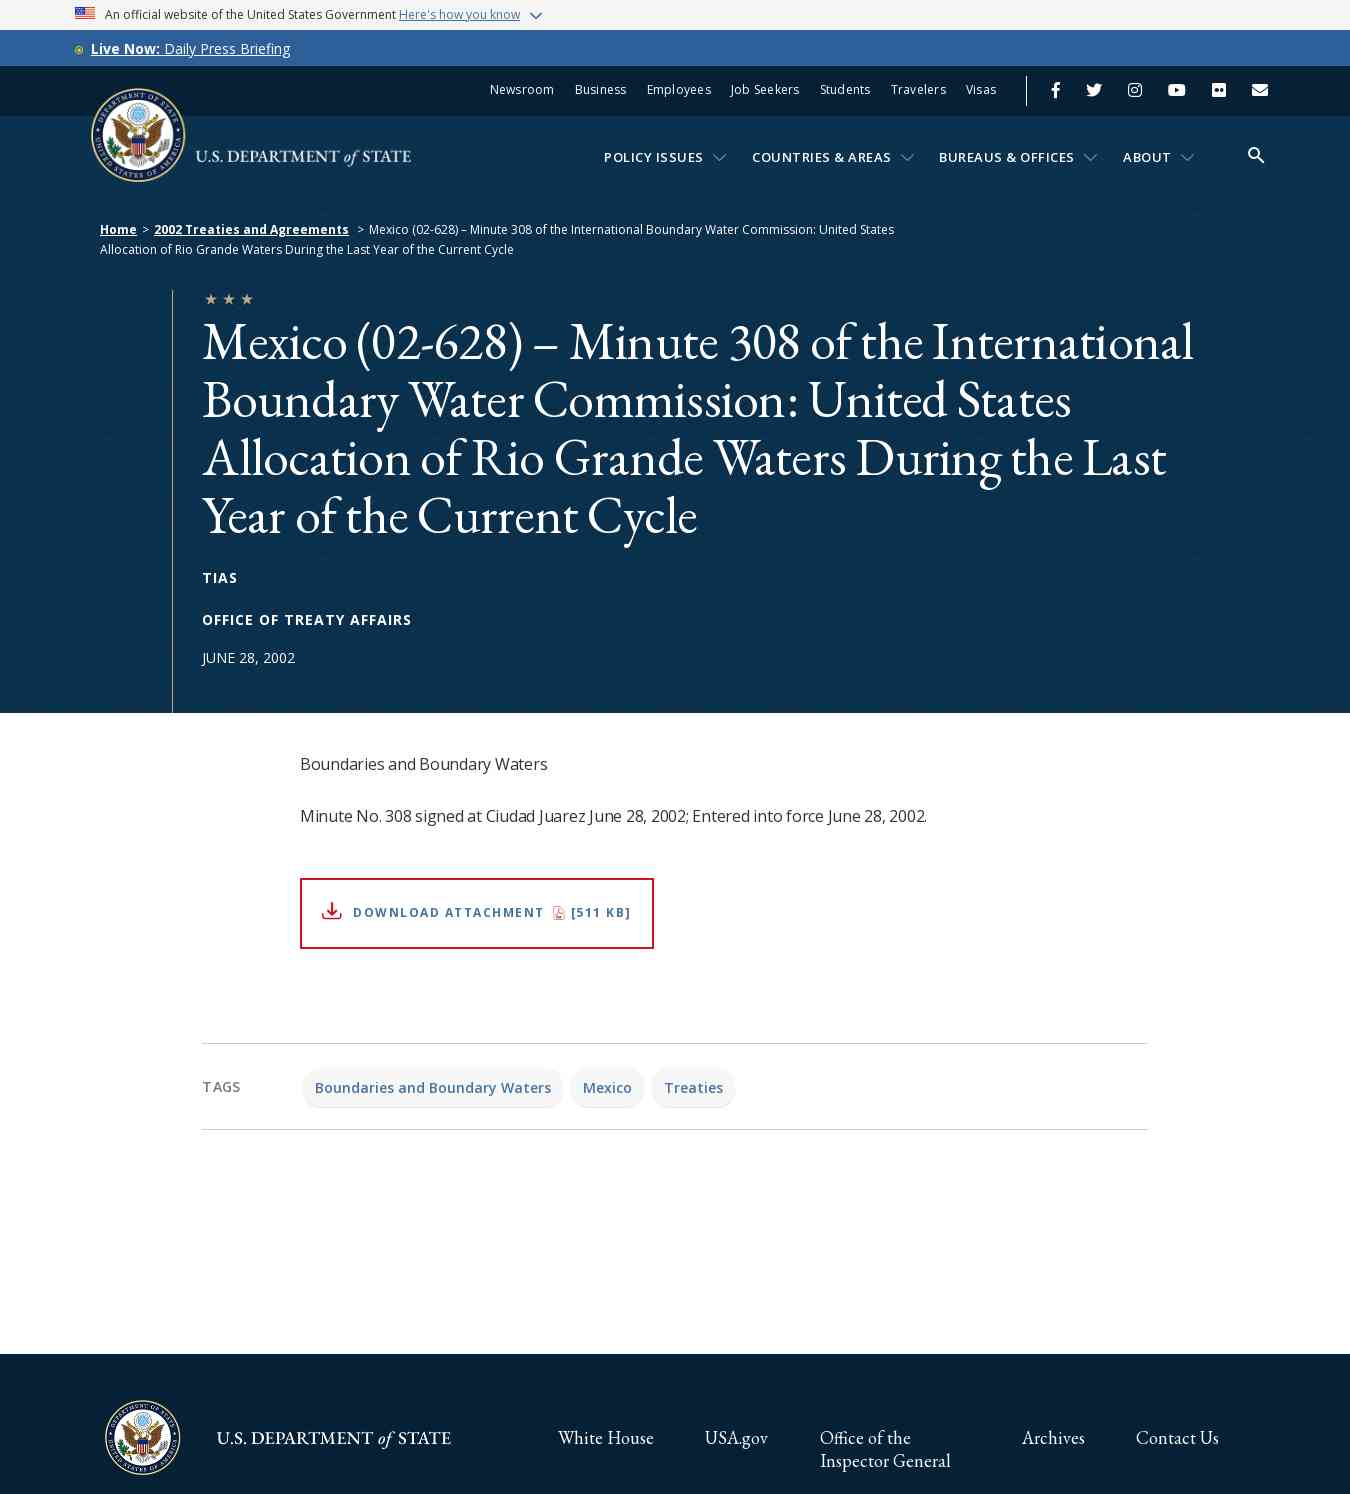 An official website of the United States Government Here's how you know
Live Now: Daily Press Briefing
Newsroom Business Employees Job Seekers Students Travelers Visas
U.S. DEPARTMENT of STATE
POLICY ISSUES COUNTRIES & AREAS BUREAUS & OFFICES ABOUT
Home > 2002 Treaties and Agreements > Mexico (02-628) – Minute 308 of the International Boundary Water Commission: United States
Allocation of Rio Grande Waters During the Last Year of the Current Cycle
Mexico (02-628) – Minute 308 of the International
Boundary Water Commission: United States
Allocation of Rio Grande Waters During the Last
Year of the Current Cycle
TIAS
OFFICE OF TREATY AFFAIRS
JUNE 28, 2002
Boundaries and Boundary Waters
Minute No. 308 signed at Ciudad Juarez June 28, 2002; Entered into force June 28, 2002.
DOWNLOAD ATTACHMENT [511 KB]
TAGS Boundaries and Boundary Waters Mexico Treaties
U.S. DEPARTMENT of STATE
White House USA.gov Office of the Archives Contact Us
Inspector General